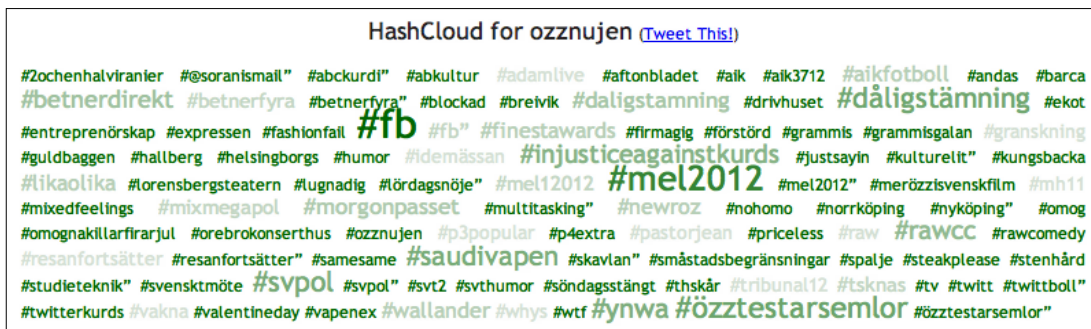 HashCloud for ozznujen (Tweet This!)
#2ochenhalviranier #@soranismail” #abckurdi” #abkultur #adamlive #aftonbladet #aik #aik3712 #aikfotboll #andas #barca
#betnerdirekt #betnerfyra #betnerfyra” #blockad #breivik #daligstamning #drivhuset #dåligstämning #ekot
#entreprenörskap #expressen #fashionfail #fb #fb” #finestawards #firmagig #förstörd #grammis #grammisgalan #granskning
#guldbaggen #hallberg #helsingborgs #humor #idemässan #injusticeagainstkurds #justsayin #kulturelit” #kungsbacka
#likaolika #lorensbergsteatern #lugnadig #lördagsnöje” #mel12012 #mel2012 #mel2012” #merözzisvenskfilm #mh11
#mixedfeelings #mixmegapol #morgonpasset #multitasking” #newroz #nohomo #norrköping #nyköping” #omog
#omognakillarfirarjul #orebrokonserthus #ozznujen #p3popular #p4extra #pastorjean #priceless #raw #rawcc #rawcomedy
#resanfortsätter #resanfortsätter” #samesame #saudivapen #skavlan” #småstadsbegränsningar #spalje #steakplease #stenhård
#studieteknik” #svensktmöte #svpol #svpol” #svt2 #svthumor #söndagsstängt #thskår #tribunal12 #tsknas #tv #twitt #twittboll”
#twitterkurds #vakna #valentineday #vapenex #wallander #whys #wtf #ynwa #özztestarsemlor #özztestarsemlor”